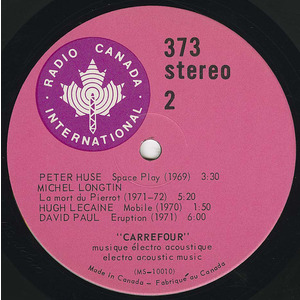 RADIO CANADA
INTERNATIONAL
373
stereo
2
PETER HUSE Space Play (1969) 3:30
MICHEL LONGTIN
La mort du Pierrot (1971-72) 5:20
HUGH LECAINE Mobile (1970) 1:50
DAVID PAUL Eruption (1971) 6:00
"CARREFOUR"
musique électro acoustique
electro acoustic music
Made in Canada - Fabrique au Canada
(MS-10010)